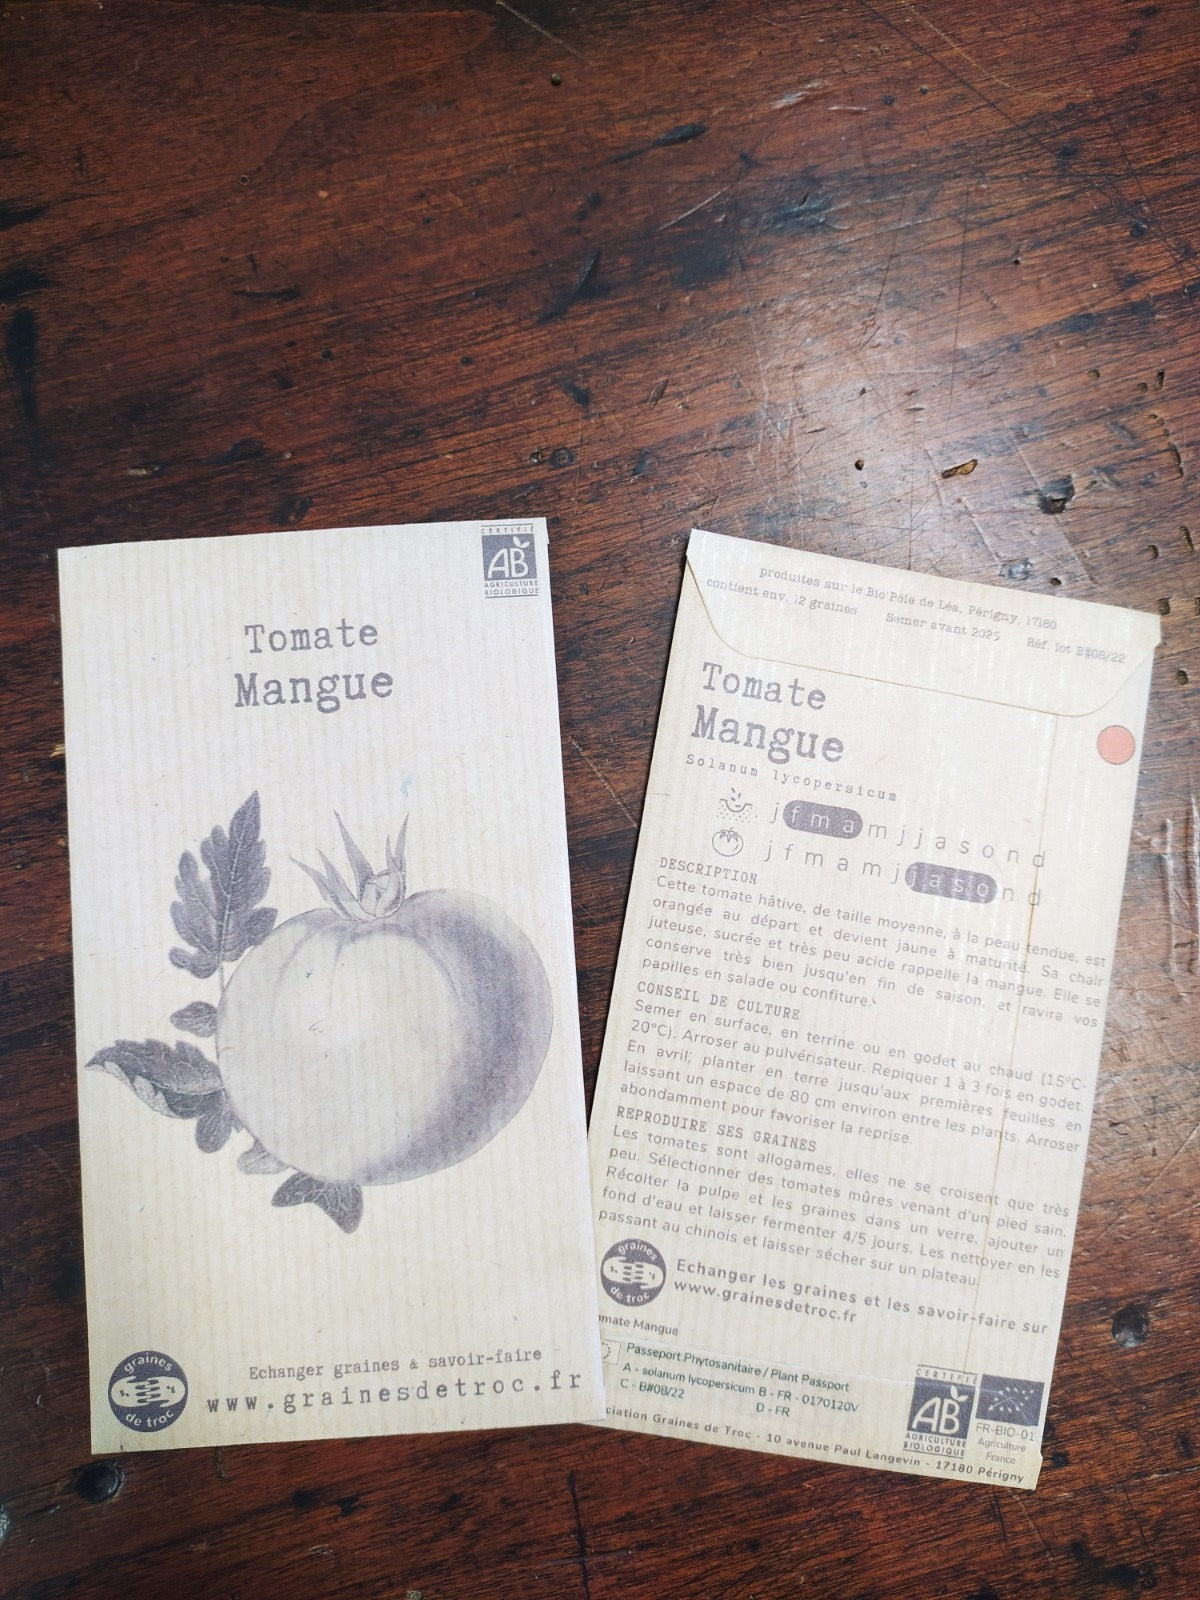 CERTIFIÉ
AB
AGRICULTURE
BIOLOGIQUE
Tomate
Mangue
graines
de troc
Echanger graines & savoir-faire
www.grainesdetroc.fr
produites sur le Bio Pôle de Léa, Périgny, 17180
contient env. 12 graines Semer avant 2025 Réf. lot B#08/22
Tomate
Mangue
Solanum lycopersicum
j f m a m j j a s o n d
j f m a m j j a s o n d
DESCRIPTION
Cette tomate hâtive, de taille moyenne, à la peau tendue, est
orangée au départ et devient jaune à maturité. Sa chair
juteuse, sucrée et très peu acide rappelle la mangue. Elle se
conserve très bien jusqu'en fin de saison, et ravira vos
papilles en salade ou confiture.
CONSEIL DE CULTURE
Semer en surface, en terrine ou en godet au chaud (15°C-
20°C). Arroser au pulvérisateur. Repiquer 1 à 3 fois en godet.
En avril, planter en terre jusqu'aux premières feuilles en
laissant un espace de 80 cm environ entre les plants. Arroser
abondamment pour favoriser la reprise.
REPRODUIRE SES GRAINES
Les tomates sont allogames, elles ne se croisent que très
peu. Sélectionner des tomates mûres venant d'un pied sain.
Récolter la pulpe et les graines dans un verre, ajouter un
fond d'eau et laisser fermenter 4/5 jours. Les nettoyer en les
passant au chinois et laisser sécher sur un plateau.
graines
de troc
Echanger les graines et les savoir-faire sur
www.grainesdetroc.fr
omate Mangue
Passeport Phytosanitaire / Plant Passport
A - solanum lycopersicum B - FR - 0170120V
C - B#08/22 D - FR
CERTIFIÉ
AB
AGRICULTURE
BIOLOGIQUE
FR-BIO-01
Agriculture
France
ciation Graines de Troc - 10 avenue Paul Langevin - 17180 Périgny